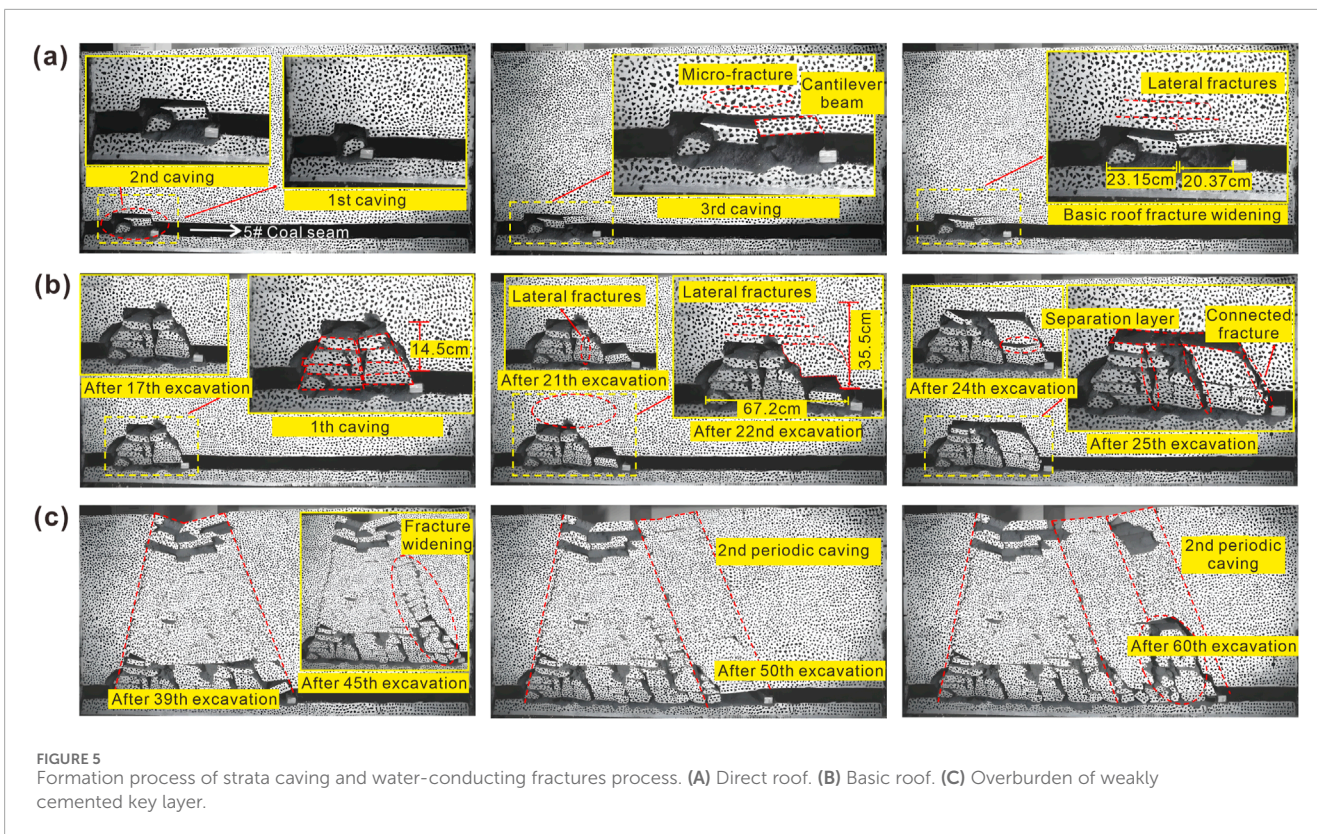 (a)
2nd caving
1st caving
5# Coal seam
Micro-fracture
Cantilever
beam
3rd caving
Lateral fractures
23.15cm
20.37cm
Basic roof fracture widening
(b)
After 17th excavation
14.5cm
1th caving
Lateral fractures
After 21th excavation
Lateral fractures
35.5cm
67.2cm
After 22nd excavation
Separation layer
Connected
fracture
After 24th excavation
After 25th excavation
(c)
Fracture
widening
After 39th excavation
After 45th excavation
2nd periodic caving
After 50th excavation
2nd periodic
caving
After 60th excavation
FIGURE 5
Formation process of strata caving and water-conducting fractures process. (A) Direct roof. (B) Basic roof. (C) Overburden of weakly
cemented key layer.